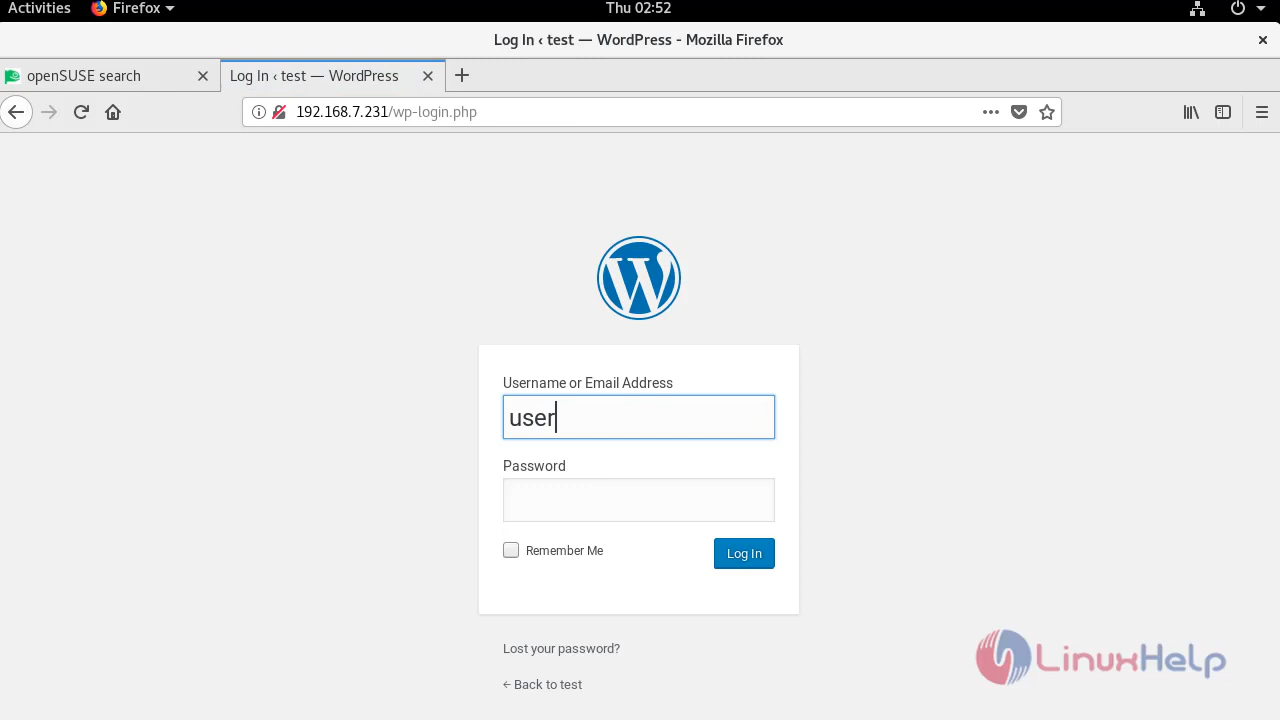 Activities Firefox Thu 02:52
Log In ‹ test — WordPress - Mozilla Firefox
openSUSE search Log In ‹ test — WordPress
192.168.7.231/wp-login.php
Username or Email Address
user
Password
Remember Me Log In
Lost your password?
← Back to test
LinuxHelp